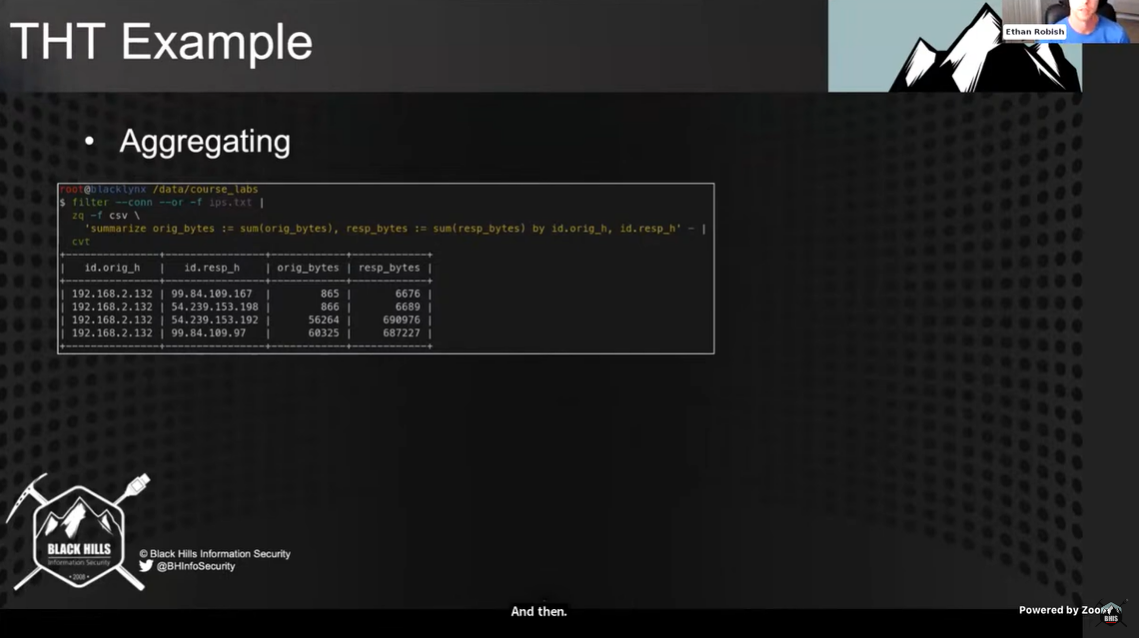 THT Example
Ethan Robish
• Aggregating
root@blacklynx /data/course_labs
$ filter --conn --or -f ips.txt |
zq -f csv \
'summarize orig_bytes := sum(orig_bytes), resp_bytes := sum(resp_bytes) by id.orig_h, id.resp_h' - |
cvt
| id.orig_h | id.resp_h | orig_bytes | resp_bytes |
| 192.168.2.132 | 99.84.109.167 | 865 | 6676 |
| 192.168.2.132 | 54.239.153.198 | 866 | 6689 |
| 192.168.2.132 | 54.239.153.192 | 56264 | 690976 |
| 192.168.2.132 | 99.84.109.97 | 60325 | 687227 |
BLACK HILLS
Information Security
• 2008 •
© Black Hills Information Security
@BHInfoSecurity
And then.
Powered by Zoom
BHIS